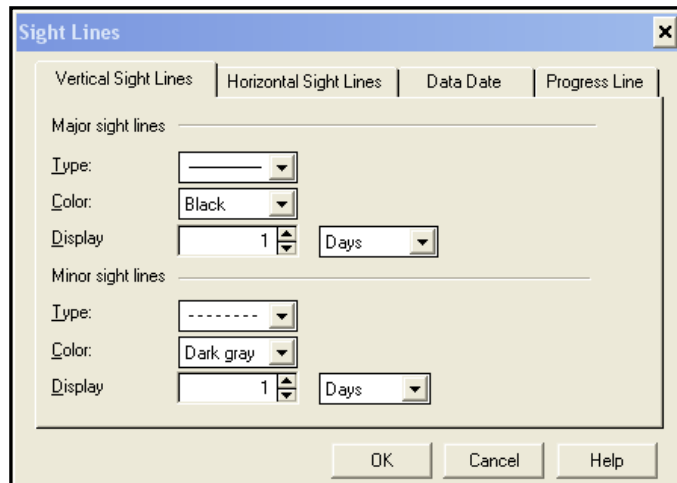 Sight Lines
Vertical Sight Lines
Horizontal Sight Lines
Data Date
Progress Line
Major sight lines
Type:
Color:
Black
Display
1
Days
Minor sight lines
Type:
Color:
Dark gray
Display
1
Days
OK
Cancel
Help